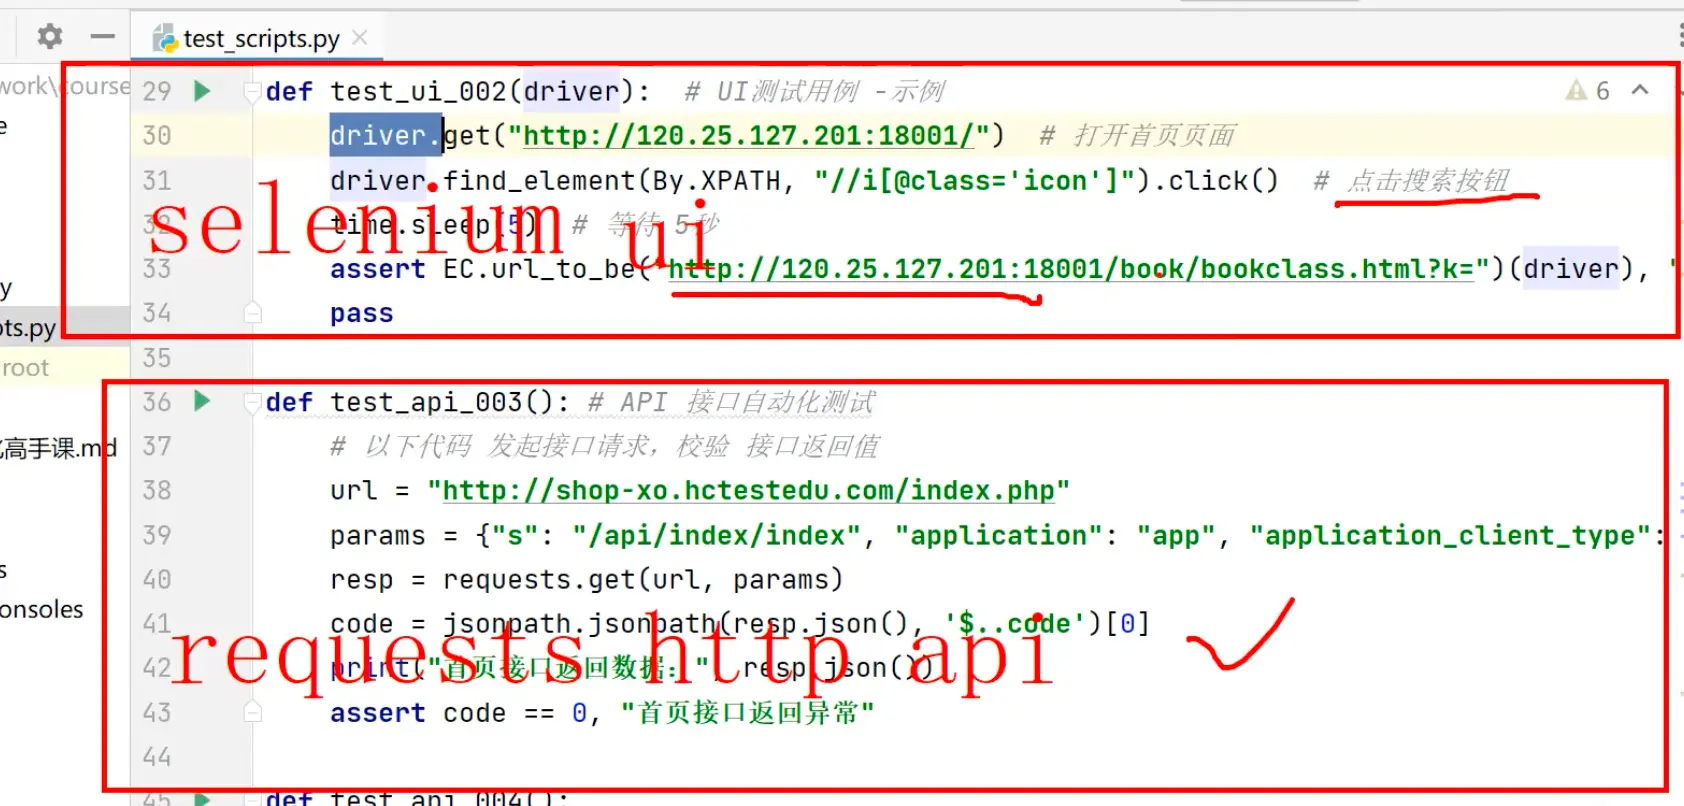 test_scripts.py
work\course
e
y
pts.py
root
高手课.md
s
onsoles
6
29 def test_ui_002(driver): # UI测试用例 -示例
30 driver.get("http://120.25.127.201:18001/") # 打开首页页面
31 driver.find_element(By.XPATH, "//i[@class='icon']").click() # 点击搜索按钮
32 time.sleep(5) # 等待 5秒
selenium ui
33 assert EC.url_to_be("http://120.25.127.201:18001/book/bookclass.html?k=")(driver), "
34 pass
35
36 def test_api_003(): # API 接口自动化测试
37 # 以下代码 发起接口请求，校验 接口返回值
38 url = "http://shop-xo.hctestedu.com/index.php"
39 params = {"s": "/api/index/index", "application": "app", "application_client_type":
40 resp = requests.get(url, params)
41 code = jsonpath.jsonpath(resp.json(), '$..code')[0]
42 print("首页接口返回数据：", resp.json())
requests http api
43 assert code == 0, "首页接口返回异常"
44
45 def test_api_004():